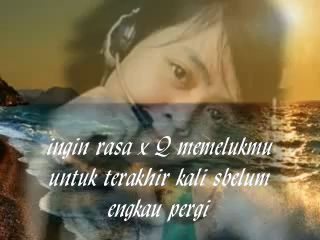 ingin rasa x Q memelukmu
untuk terakhir kali sbelum
engkau pergi